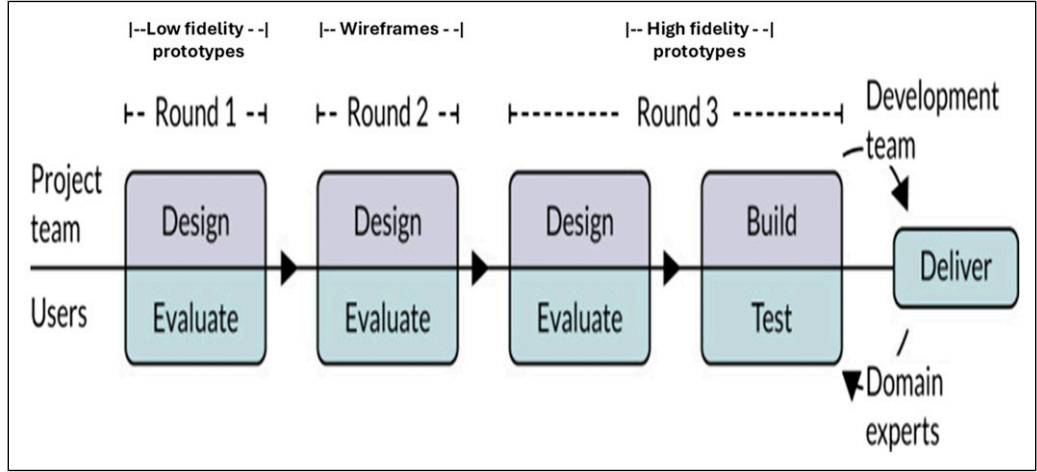 |--Low fidelity - -|
prototypes
|-- Wireframes - -|
|-- High fidelity - -|
prototypes
Round 1
Round 2
Round 3
Development
team
Project
team
Design
Design
Design
Build
Deliver
Users
Evaluate
Evaluate
Evaluate
Test
Domain
experts